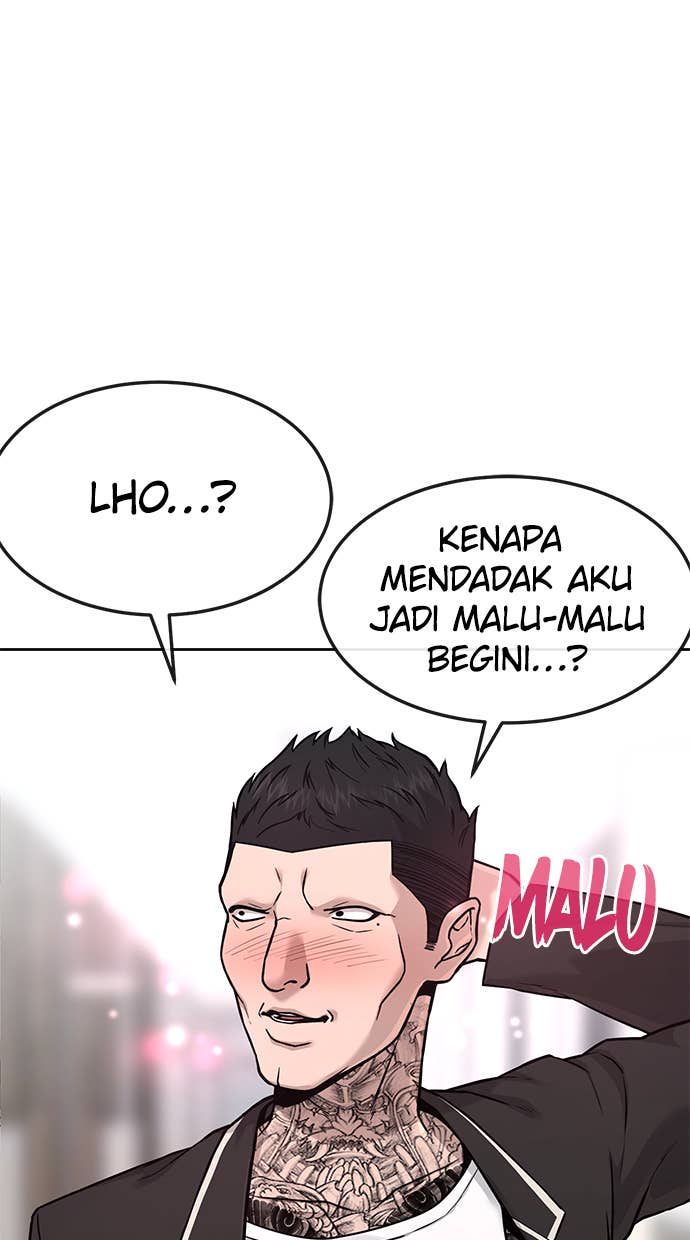 LHO...?
KENAPA
MENDADAK AKU
JADI MALU-MALU
BEGINI...?
MALU